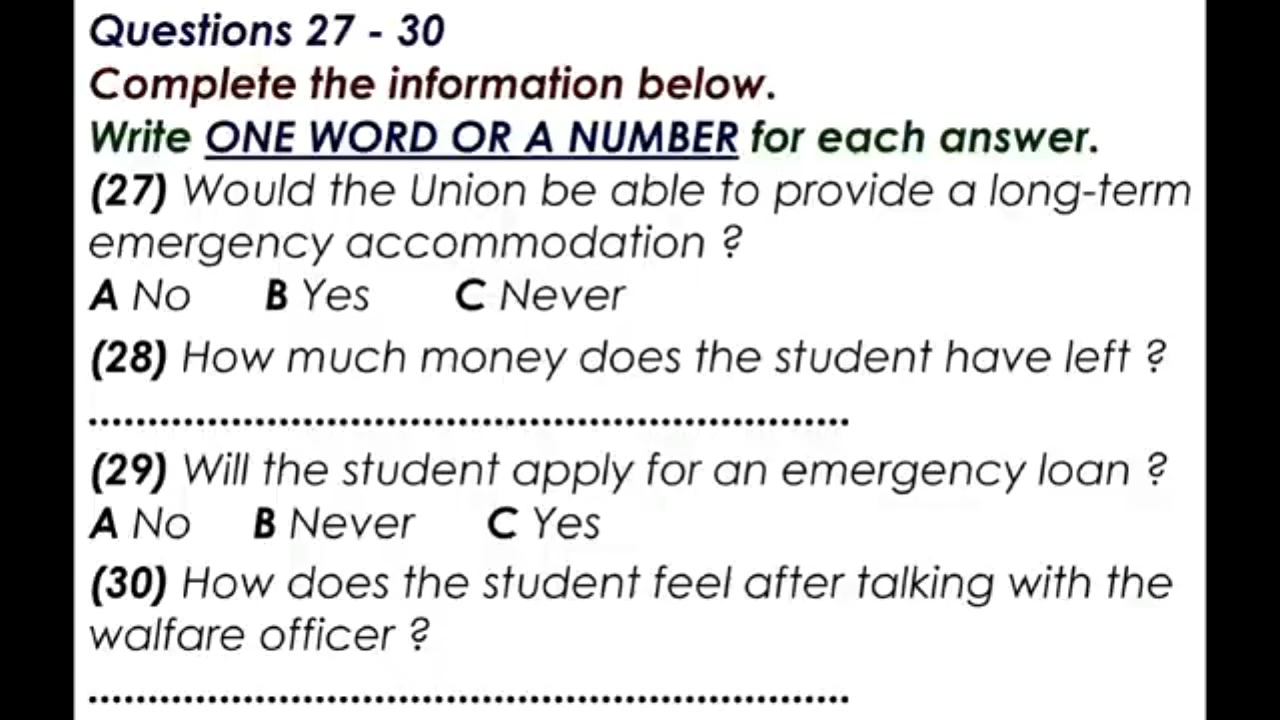 Questions 27 - 30
Complete the information below.
Write ONE WORD OR A NUMBER for each answer.
(27) Would the Union be able to provide a long-term
emergency accommodation ?
A No B Yes C Never
(28) How much money does the student have left ?
................................................................
(29) Will the student apply for an emergency loan ?
A No B Never C Yes
(30) How does the student feel after talking with the
walfare officer ?
................................................................